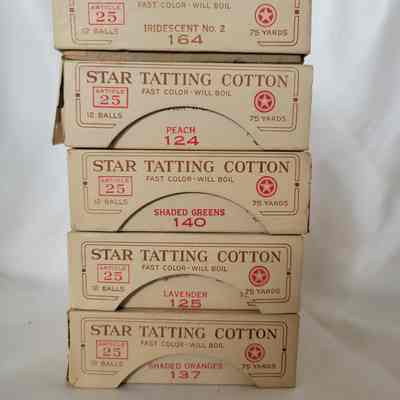 ARTICLE
25
12 BALLS
FAST COLOR - WILL BOIL
IRIDESCENT No. 2
164
75 YARDS
STAR TATTING COTTON
ARTICLE
25
12 BALLS
FAST COLOR - WILL BOIL
PEACH
124
75 YARDS
STAR TATTING COTTON
ARTICLE
25
12 BALLS
FAST COLOR - WILL BOIL
SHADED GREENS
140
75 YARDS
STAR TATTING COTTON
ARTICLE
25
12 BALLS
FAST COLOR - WILL BOIL
LAVENDER
125
75 YARDS
STAR TATTING COTTON
ARTICLE
25
12 BALLS
FAST COLOR - WILL BOIL
SHADED ORANGES
137
75 YARDS